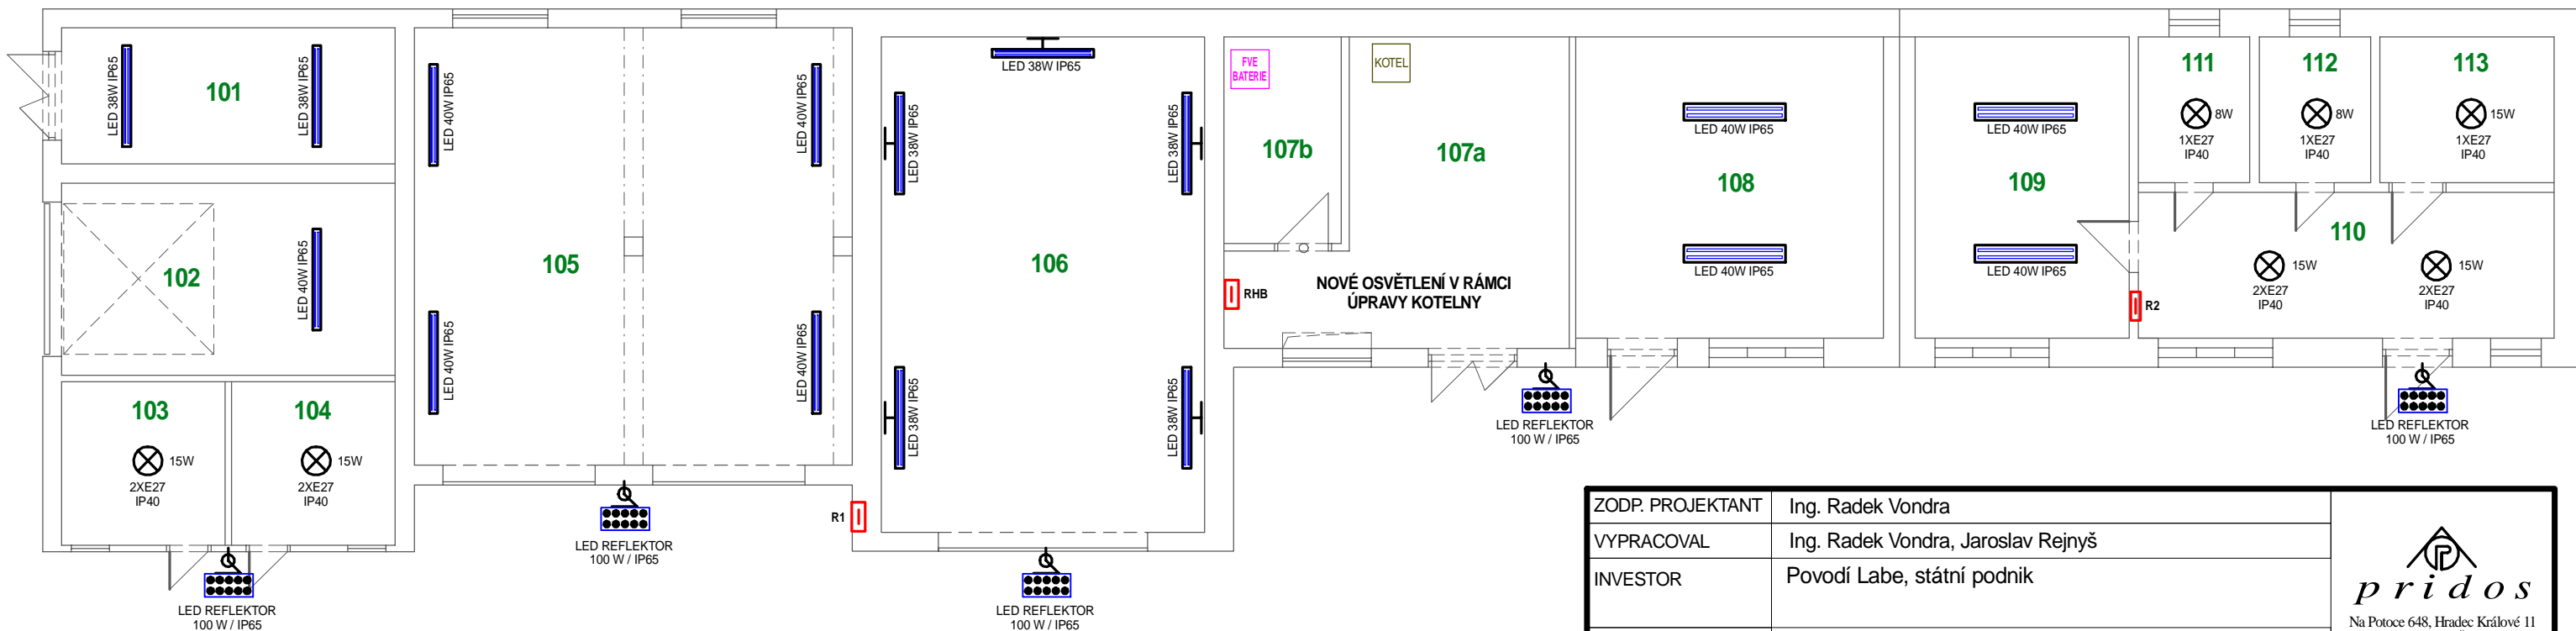 LED 38W IP65
101
LED 38W IP65
102
LED 40W IP65
103
15W
2XE27
IP40
104
15W
2XE27
IP40
LED REFLEKTOR
100 W / IP65
LED 40W IP65
LED 40W IP65
105
LED 40W IP65
LED 40W IP65
LED REFLEKTOR
100 W / IP65
R1
LED 38W IP65
LED 38W IP65
LED 38W IP65
106
LED 38W IP65
LED 38W IP65
LED REFLEKTOR
100 W / IP65
FVE
BATERIE
107b
KOTEL
107a
RHB
NOVÉ OSVĚTLENÍ V RÁMCI
ÚPRAVY KOTELNY
LED REFLEKTOR
100 W / IP65
LED 40W IP65
108
LED 40W IP65
LED 40W IP65
109
LED 40W IP65
R2
111
8W
1XE27
IP40
112
8W
1XE27
IP40
113
15W
1XE27
IP40
110
15W
2XE27
IP40
15W
2XE27
IP40
LED REFLEKTOR
100 W / IP65
ZODP. PROJEKTANT Ing. Radek Vondra
VYPRACOVAL Ing. Radek Vondra, Jaroslav Rejnyš
INVESTOR Povodí Labe, státní podnik
pridos
Na Potoce 648, Hradec Králové 11